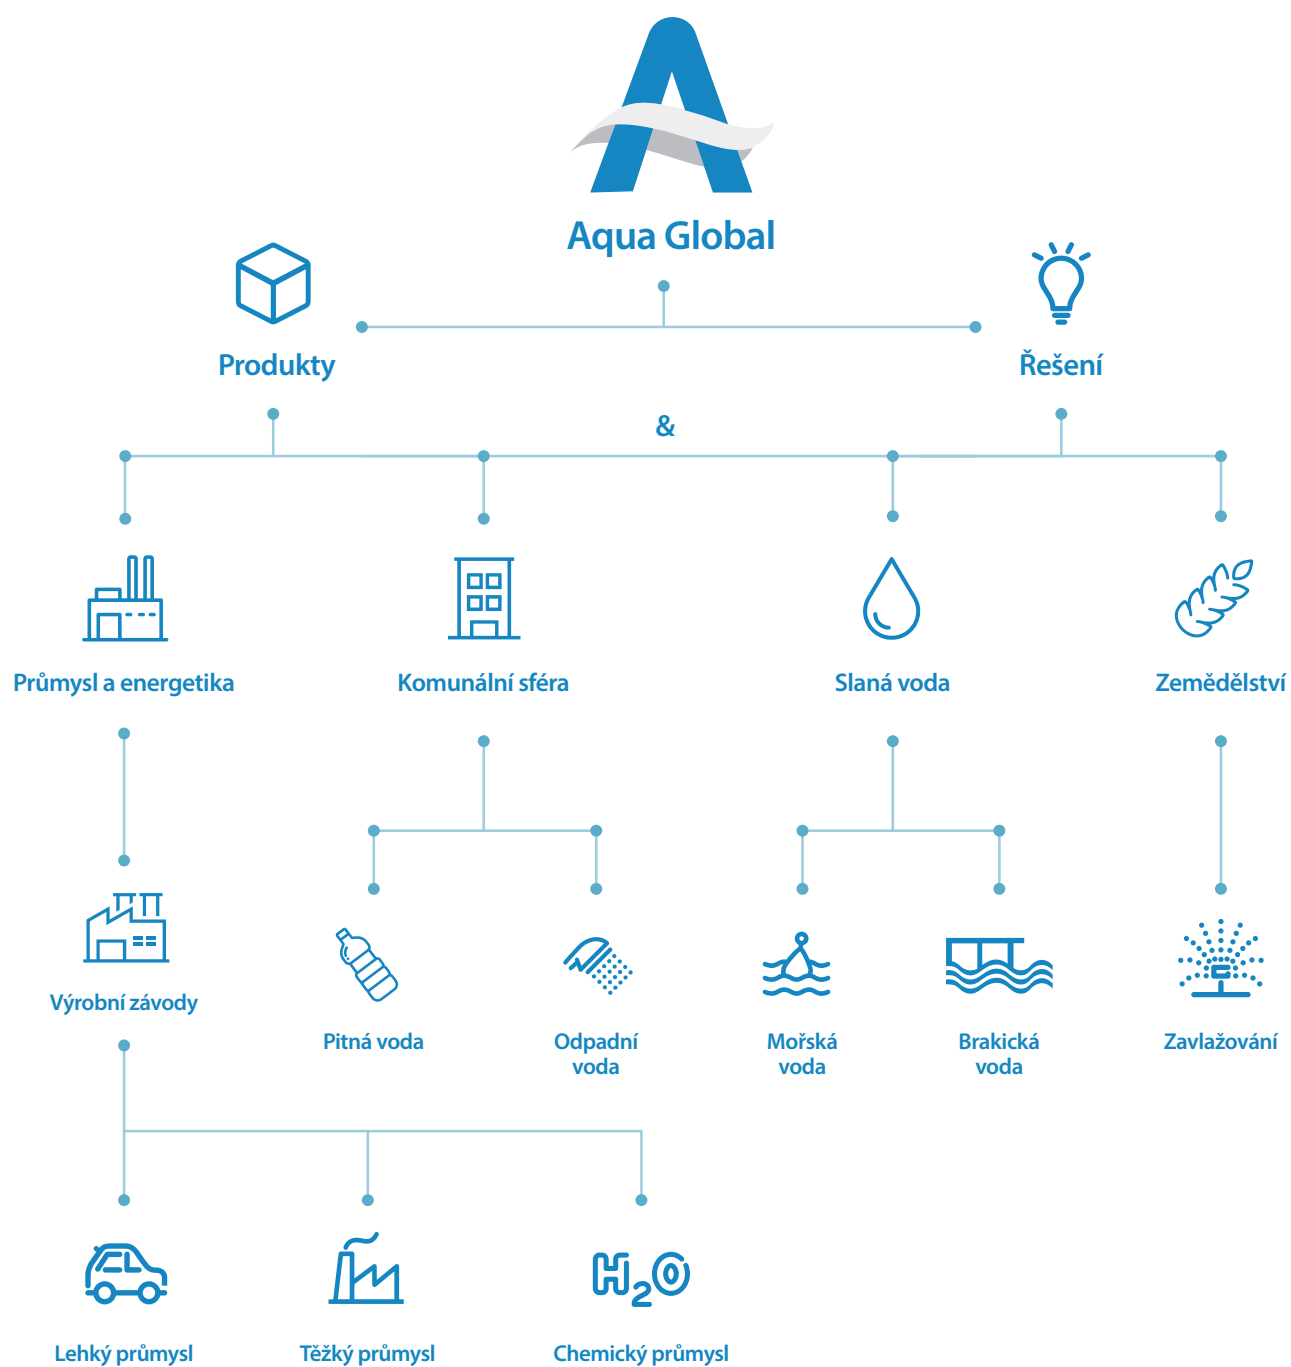 Aqua Global
Produkty
Řešení
&
Průmysl a energetika
Komunální sféra
Slaná voda
Zemědělství
Výrobní závody
Pitná voda
Odpadní
voda
Mořská
voda
Brakická
voda
Zavlažování
H2O
Lehký průmysl
Těžký průmysl
Chemický průmysl